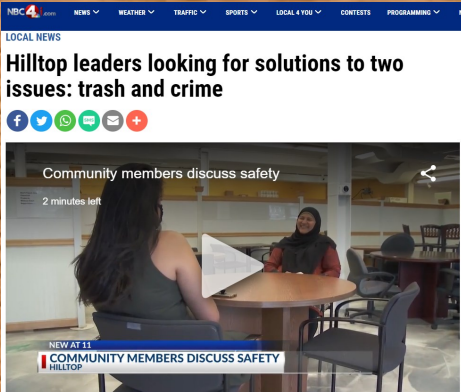 NBC4i.com NEWS WEATHER TRAFFIC SPORTS LOCAL 4 YOU CONTESTS PROGRAMMING
LOCAL NEWS
Hilltop leaders looking for solutions to two
issues: trash and crime
SMS
Community members discuss safety
2 minutes left
NEW AT 11
COMMUNITY MEMBERS DISCUSS SAFETY
HILLTOP